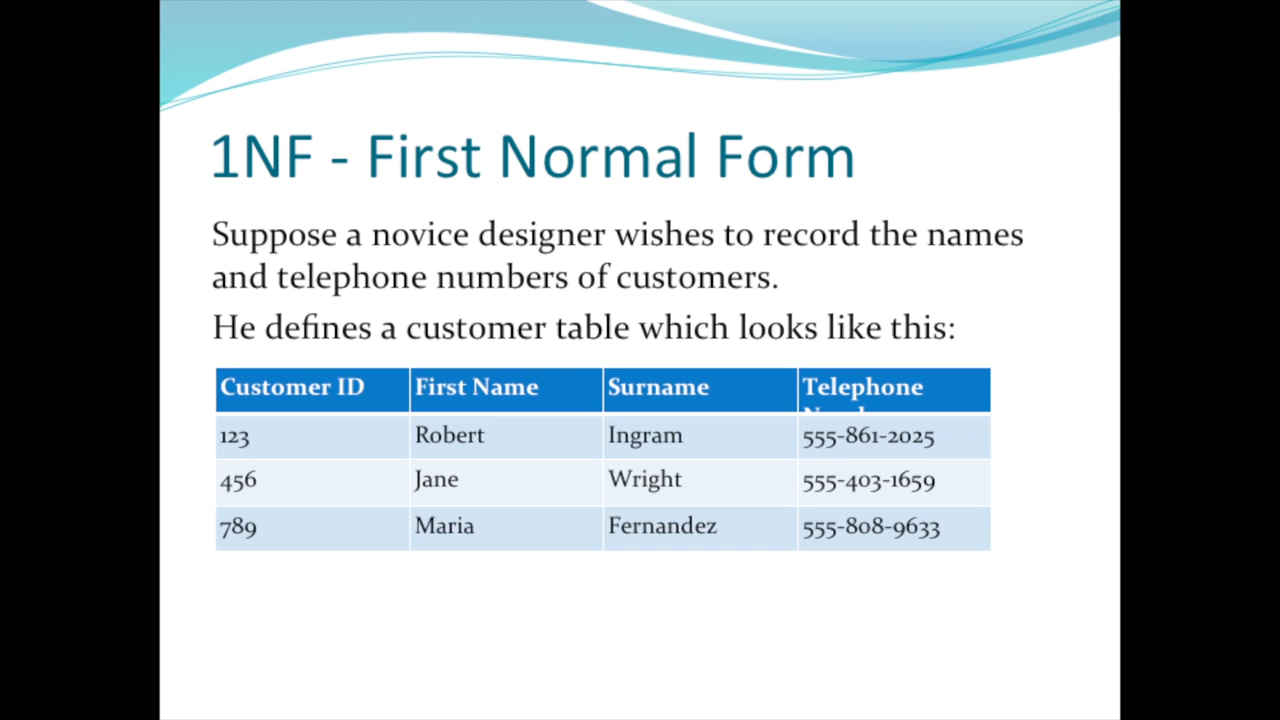 1NF - First Normal Form
Suppose a novice designer wishes to record the names
and telephone numbers of customers.
He defines a customer table which looks like this:
Customer ID First Name Surname Telephone
123 Robert Ingram 555-861-2025
456 Jane Wright 555-403-1659
789 Maria Fernandez 555-808-9633